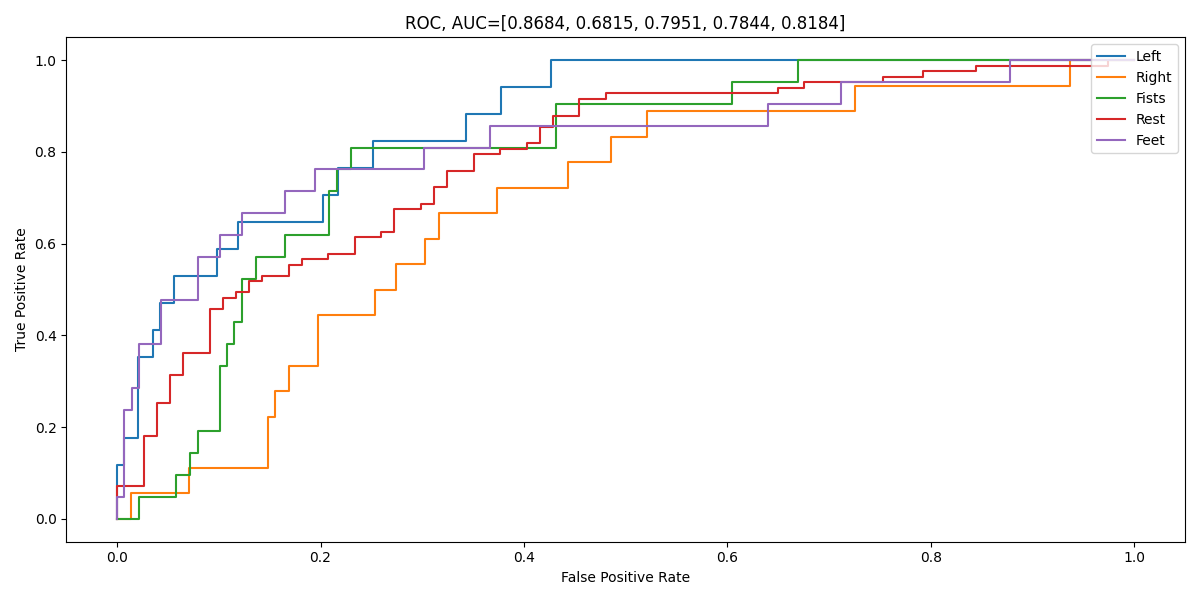 ROC, AUC=[0.8684, 0.6815, 0.7951, 0.7844, 0.8184]
Left
Right
Fists
Rest
Feet
1.0
0.8
0.6
0.4
0.2
0.0
True Positive Rate
0.0 0.2 0.4 0.6 0.8 1.0
False Positive Rate